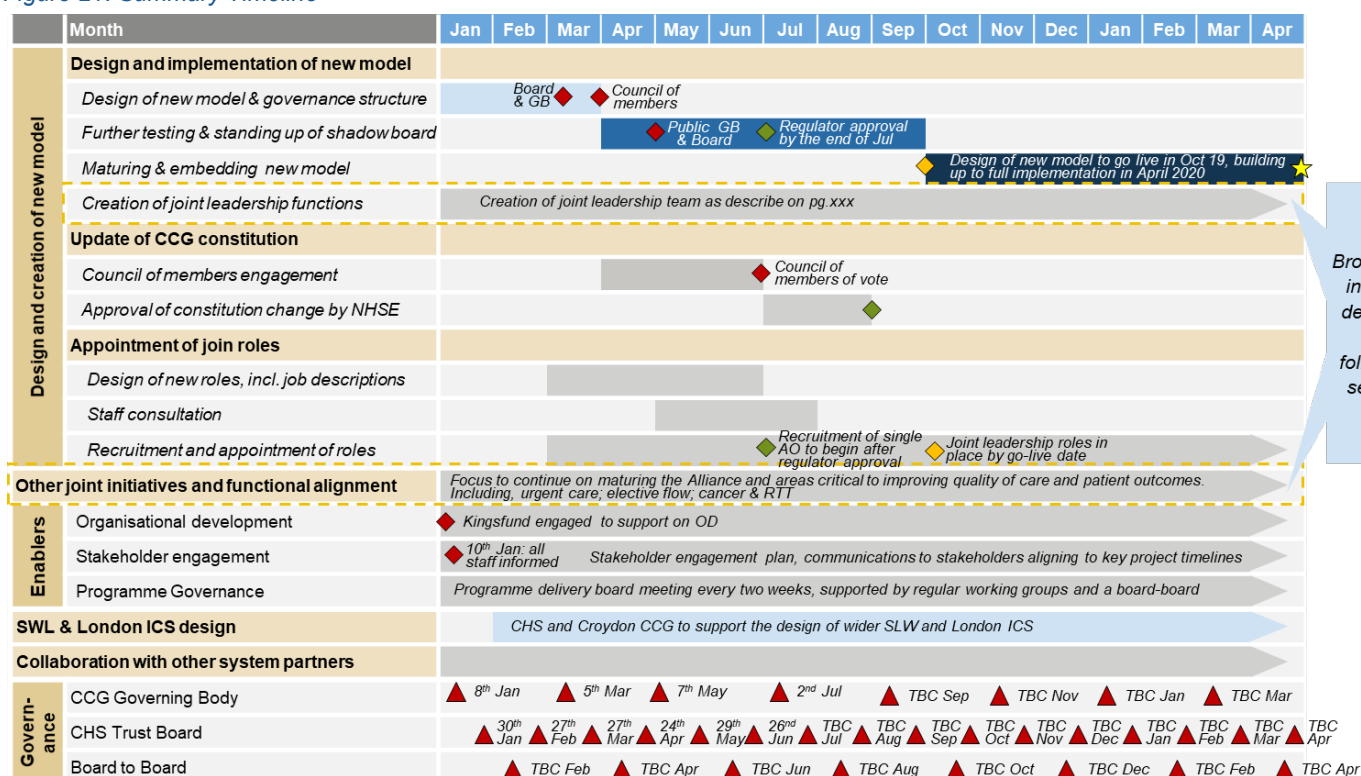 Figure 21: Summary Timeline
Month Jan Feb Mar Apr May Jun Jul Aug Sep Oct Nov Dec Jan Feb Mar Apr
Design and creation of new model
Design and implementation of new model
Design of new model & governance structure
Board
& GB
Council of
members
Further testing & standing up of shadow board
Public GB
& Board
Regulator approval
by the end of Jul
Maturing & embedding new model
Design of new model to go live in Oct 19, building
up to full implementation in April 2020
Creation of joint leadership functions
Creation of joint leadership team as describe on pg.xxx
Update of CCG constitution
Council of members engagement
Council of
members of vote
Approval of constitution change by NHSE
Appointment of join roles
Design of new roles, incl. job descriptions
Staff consultation
Recruitment and appointment of roles
Recruitment of single
AO to begin after
regulator approval
Joint leadership roles in
place by go-live date
Other joint initiatives and functional alignment
Focus to continue on maturing the Alliance and areas critical to improving quality of care and patient outcomes.
Including, urgent care; elective flow; cancer & RTT
Enablers
Organisational development
Kingsfund engaged to support on OD
Stakeholder engagement
10th Jan: all
staff informed
Stakeholder engagement plan, communications to stakeholders aligning to key project timelines
Programme Governance
Programme delivery board meeting every two weeks, supported by regular working groups and a board-board
SWL & London ICS design
CHS and Croydon CCG to support the design of wider SLW and London ICS
Collaboration with other system partners
Govern-
ance
CCG Governing Body
8th Jan 5th Mar 7th May 2nd Jul TBC Sep TBC Nov TBC Jan TBC Mar
CHS Trust Board
30th 27th 27th 24th 29th 26nd TBC TBC TBC TBC TBC TBC TBC TBC TBC TBC
Jan Feb Mar Apr May Jun Jul Aug Sep Oct Nov Dec Jan Feb Mar Apr
Board to Board
TBC Feb TBC Apr TBC Jun TBC Aug TBC Oct TBC Dec TBC Feb TBC Apr